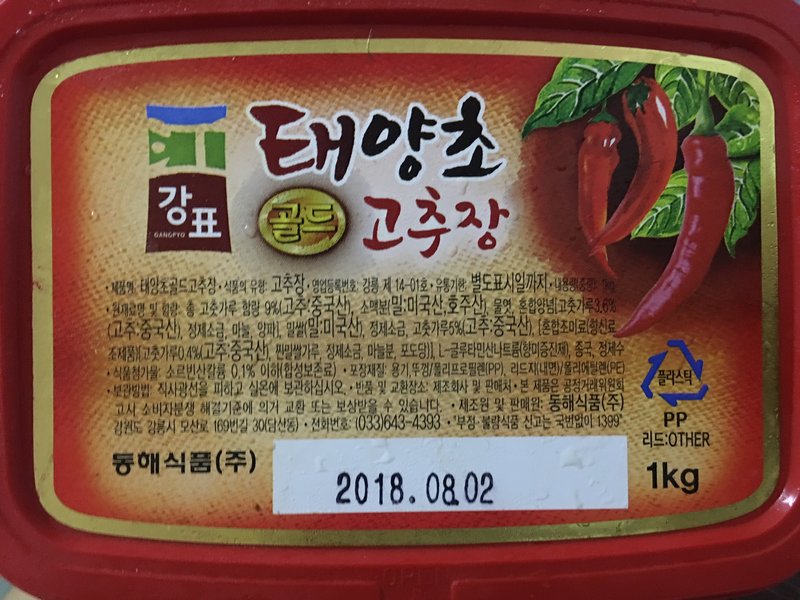 태양초
강표
GANGPYO
골드
고추장
• 제품명: 태양초골드고추장 • 식품의 유형: 고추장 • 영업등록번호: 강릉 제 14-01호 • 유통기한: 별도표시일까지 • 내용량(중량): 1kg
• 원재료명 및 함량: 총 고춧가루 함량 9%(고추:중국산), 소맥분(밀:미국산,호주산), 물엿, 혼합양념[고춧가루3.6%
(고추:중국산), 정제소금, 마늘, 양파], 밀쌀(밀:미국산), 정제소금, 고춧가루5%(고추:중국산), [혼합조미료(향신료
조제품)[고춧가루0.4%(고추:중국산), 찐밀쌀가루, 정제소금, 마늘분, 포도당)], L-글루타민산나트륨(향미증진제), 종국, 정제수
• 식품첨가물: 소르빈산칼륨 0.1% 이하(합성보존료) • 포장재질: 용기,뚜껑/폴리프로필렌(PP), 리드지(내면)/폴리에틸렌(PE)
• 보관방법: 직사광선을 피하고 실온에 보관하십시오. • 반품 및 교환장소: 제조회사 및 판매처 • 본 제품은 공정거래위원회
고시 소비자분쟁 해결기준에 의거 교환 또는 보상받을 수 있습니다. • 제조원 및 판매원: 동해식품(주)
강원도 강릉시 모산로 169번길 30(담산동) • 전화번호: (033)643-4393 • "부정·불량식품 신고는 국번없이 1399"
플라스틱
PP
리드:OTHER
동해식품(주)
2018.08.02
1kg
OPEN